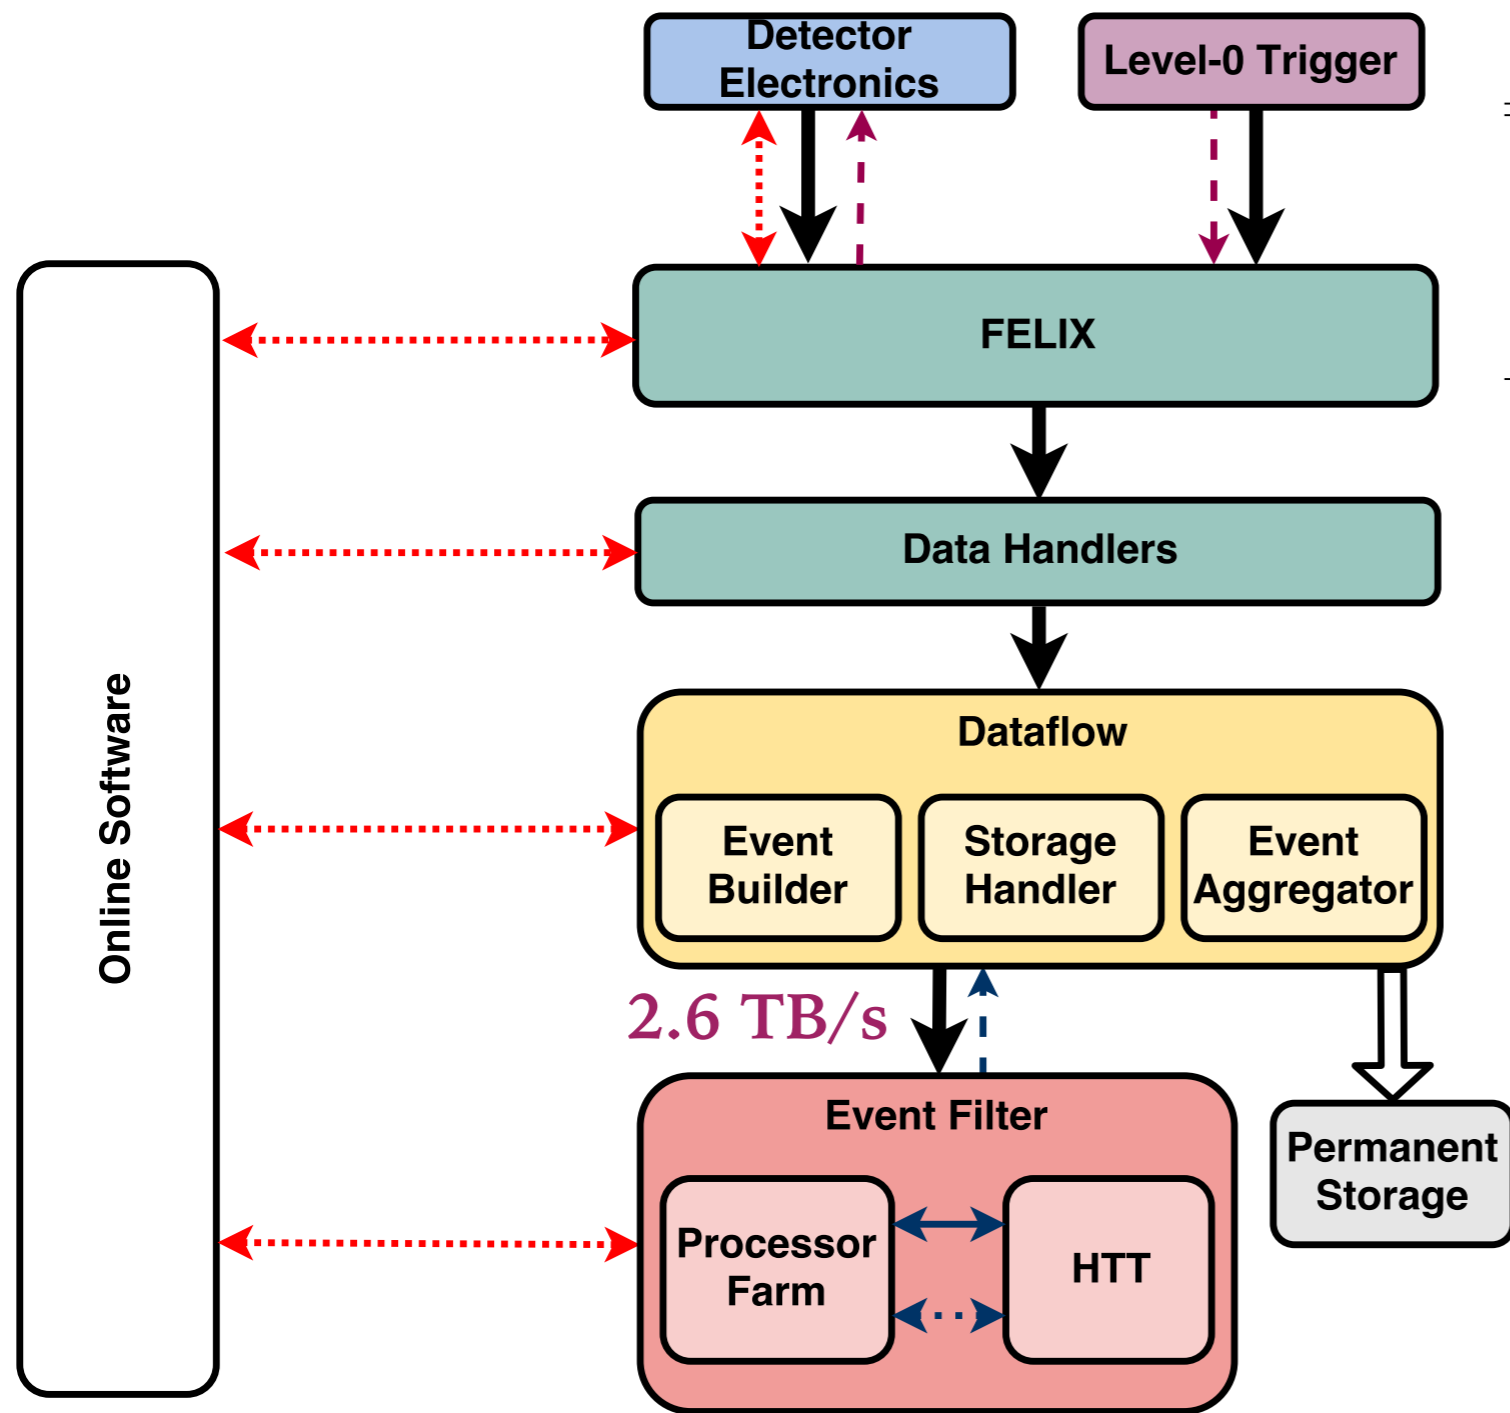 Detector
Electronics
Level-0 Trigger
FELIX
Data Handlers
Online Software
Dataflow
Event
Builder
Storage
Handler
Event
Aggregator
2.6 TB/s
Event Filter
Permanent
Storage
Processor
Farm
HTT